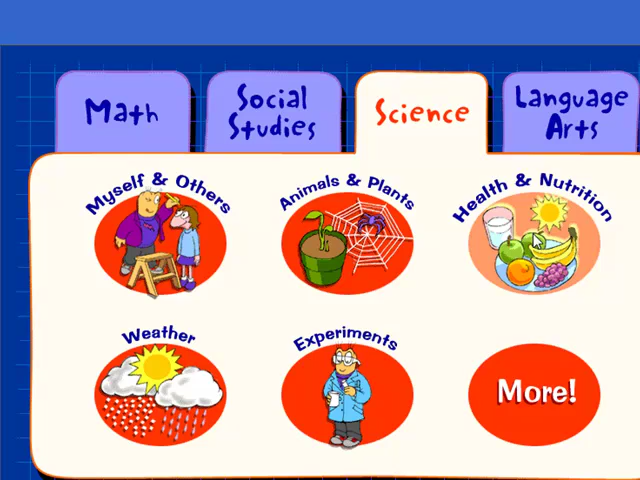 Math
Social
Studies
Science
Language
Arts
Myself & Others
Animals & Plants
Health & Nutrition
Weather
Experiments
More!